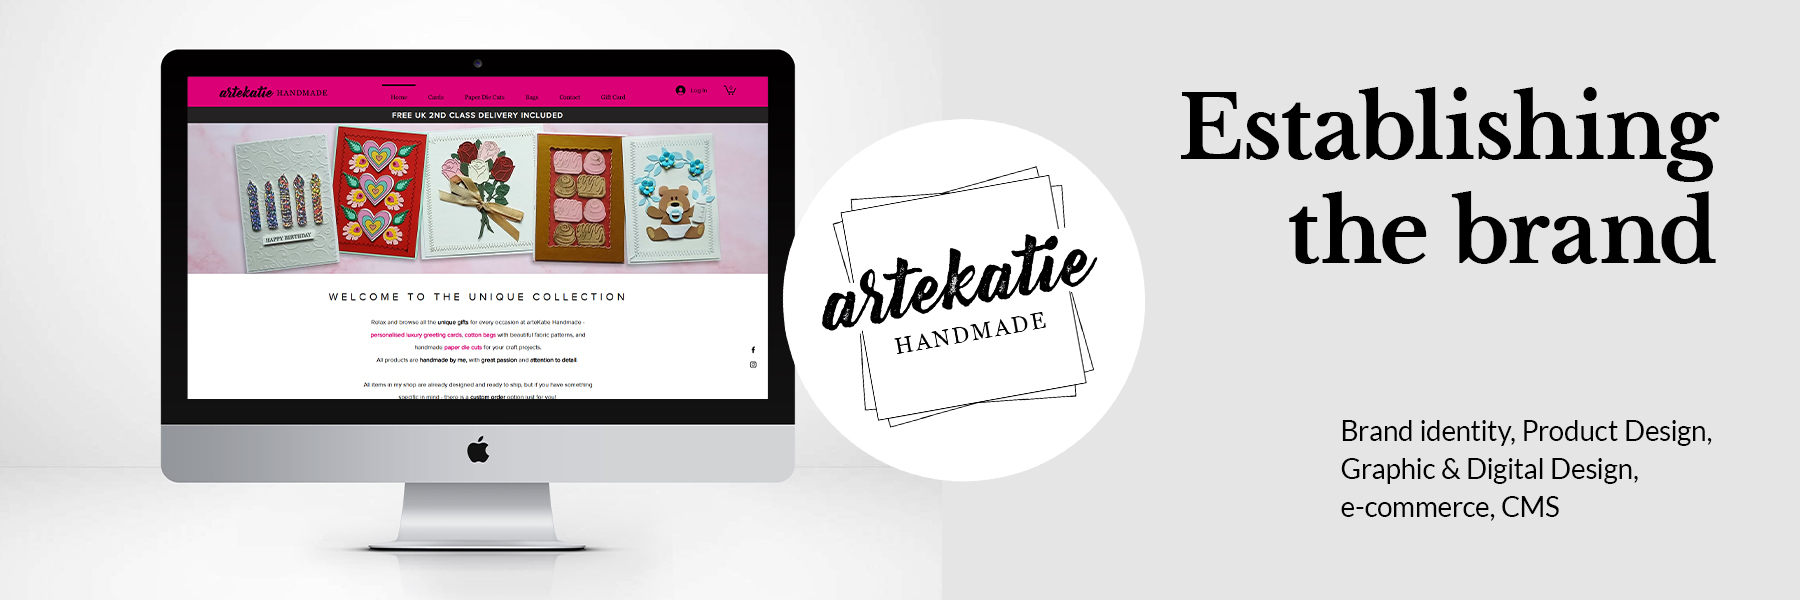 artekatie HANDMADE
Home Cards Paper Die Cuts Bags Contact Gift Card
Log In
FREE UK 2ND CLASS DELIVERY INCLUDED
HAPPY BIRTHDAY
WELCOME TO THE UNIQUE COLLECTION
Relax and browse all the unique gifts for every occasion at arteKatie Handmade -
personalised luxury greeting cards, cotton bags with beautiful fabric patterns, and
handmade paper die cuts for your craft projects.
All products are handmade by me, with great passion and attention to detail.
All items in my shop are already designed and ready to ship, but if you have something
specific in mind - there is a custom order option just for you!
artekatie
HANDMADE
Establishing
the brand
Brand identity, Product Design,
Graphic & Digital Design,
e-commerce, CMS